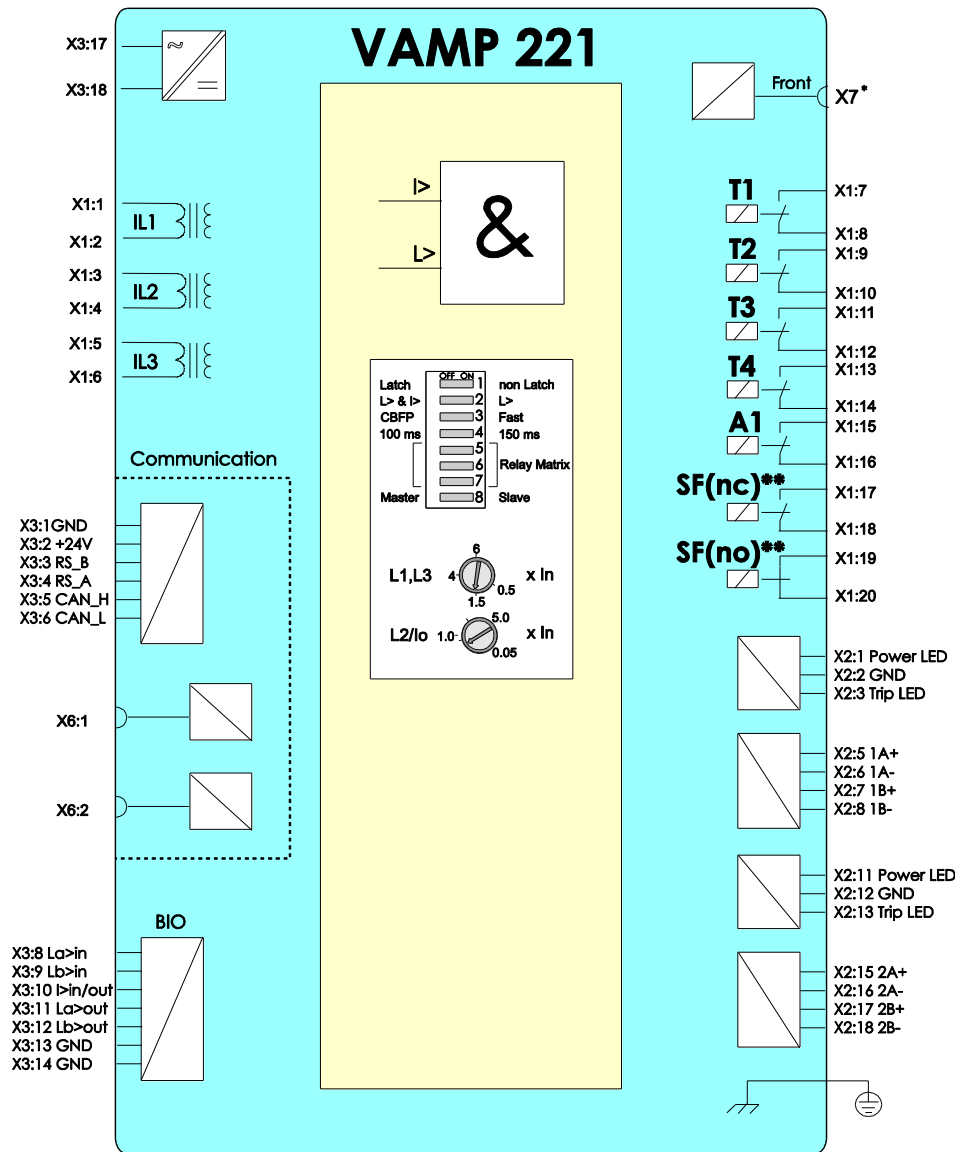 VAMP 221
X3:17
X3:18
~
Front
X7*
I>
L>
&
X1:1
IL1
X1:2
X1:3
IL2
X1:4
X1:5
IL3
X1:6
T1
X1:7
X1:8
T2
X1:9
X1:10
T3
X1:11
X1:12
T4
X1:13
X1:14
A1
X1:15
X1:16
SF(nc)**
X1:17
X1:18
SF(no)**
X1:19
X1:20
OFF ON
Latch 1 non Latch
L> & I> 2 L>
CBFP 3 Fast
100 ms 4 150 ms
5
6 Relay Matrix
7
Master 8 Slave
6
L1,L3 4 0.5 x In
1.5
5.0
L2/Io 1.0 x In
0.05
Communication
X3:1GND
X3:2 +24V
X3:3 RS_B
X3:4 RS_A
X3:5 CAN_H
X3:6 CAN_L
X6:1
X6:2
BIO
X3:8 La>in
X3:9 Lb>in
X3:10 I>in/out
X3:11 La>out
X3:12 Lb>out
X3:13 GND
X3:14 GND
X2:1 Power LED
X2:2 GND
X2:3 Trip LED
X2:5 1A+
X2:6 1A-
X2:7 1B+
X2:8 1B-
X2:11 Power LED
X2:12 GND
X2:13 Trip LED
X2:15 2A+
X2:16 2A-
X2:17 2B+
X2:18 2B-